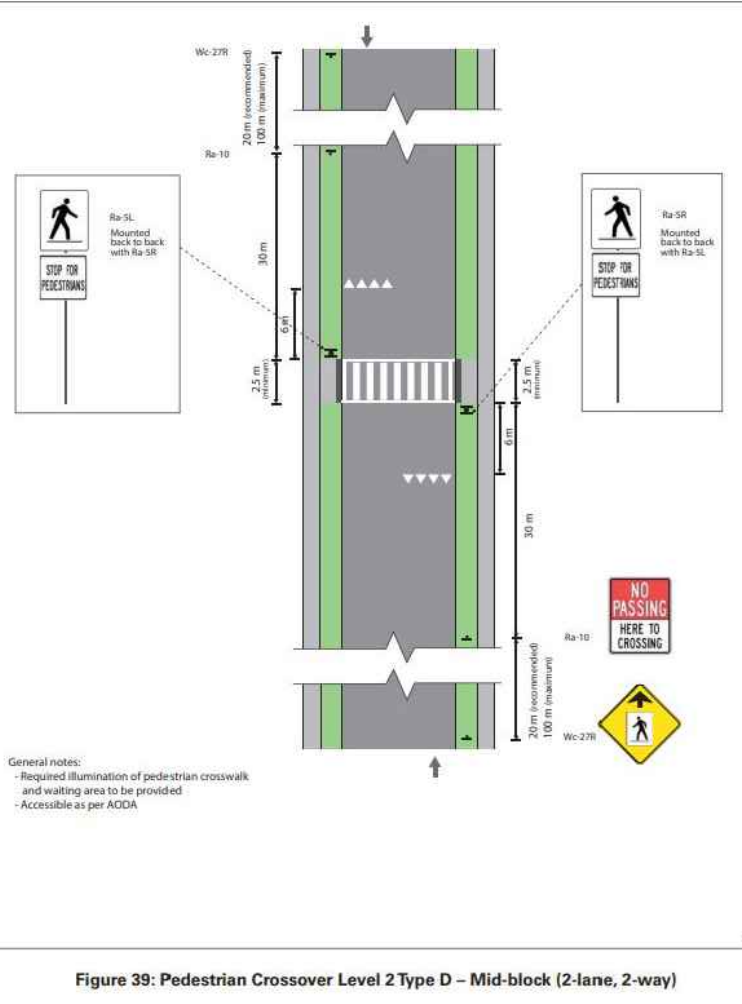 Wc-27R
20 m (recommended)
100 m (maximum)
Ra-10
30 m
6 m
2.5 m
(minimum)
Ra-5L
Mounted
back to back
with Ra-5R
STOP FOR
PEDESTRIANS
Ra-5R
Mounted
back to back
with Ra-5L
STOP FOR
PEDESTRIANS
2.5 m
(minimum)
6 m
30 m
NO
PASSING
HERE TO
CROSSING
Ra-10
20 m (recommended)
100 m (maximum)
Wc-27R
General notes:
- Required illumination of pedestrian crosswalk
and waiting area to be provided
- Accessible as per AODA
Figure 39: Pedestrian Crossover Level 2 Type D – Mid-block (2-lane, 2-way)